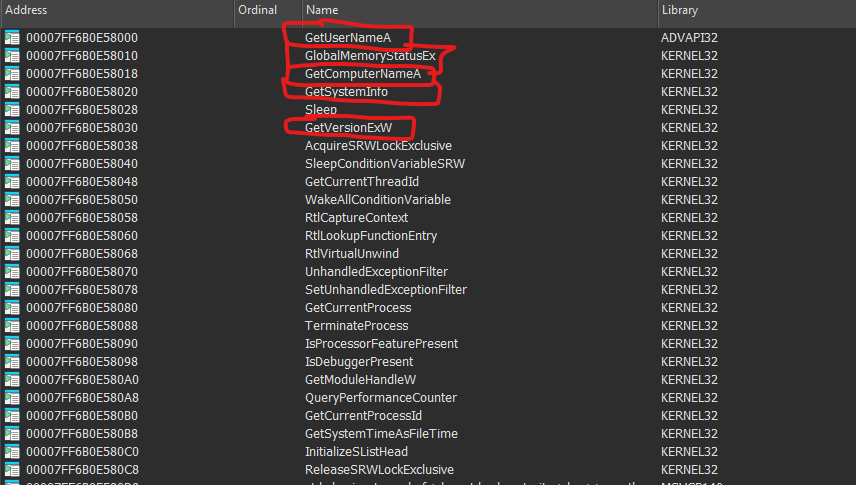 Address Ordinal Name Library
00007FF6B0E58000 GetUserNameA ADVAPI32
00007FF6B0E58010 GlobalMemoryStatusEx KERNEL32
00007FF6B0E58018 GetComputerNameA KERNEL32
00007FF6B0E58020 GetSystemInfo KERNEL32
00007FF6B0E58028 Sleep KERNEL32
00007FF6B0E58030 GetVersionExW KERNEL32
00007FF6B0E58038 AcquireSRWLockExclusive KERNEL32
00007FF6B0E58040 SleepConditionVariableSRW KERNEL32
00007FF6B0E58048 GetCurrentThreadId KERNEL32
00007FF6B0E58050 WakeAllConditionVariable KERNEL32
00007FF6B0E58058 RtlCaptureContext KERNEL32
00007FF6B0E58060 RtlLookupFunctionEntry KERNEL32
00007FF6B0E58068 RtlVirtualUnwind KERNEL32
00007FF6B0E58070 UnhandledExceptionFilter KERNEL32
00007FF6B0E58078 SetUnhandledExceptionFilter KERNEL32
00007FF6B0E58080 GetCurrentProcess KERNEL32
00007FF6B0E58088 TerminateProcess KERNEL32
00007FF6B0E58090 IsProcessorFeaturePresent KERNEL32
00007FF6B0E58098 IsDebuggerPresent KERNEL32
00007FF6B0E580A0 GetModuleHandleW KERNEL32
00007FF6B0E580A8 QueryPerformanceCounter KERNEL32
00007FF6B0E580B0 GetCurrentProcessId KERNEL32
00007FF6B0E580B8 GetSystemTimeAsFileTime KERNEL32
00007FF6B0E580C0 InitializeSListHead KERNEL32
00007FF6B0E580C8 ReleaseSRWLockExclusive KERNEL32